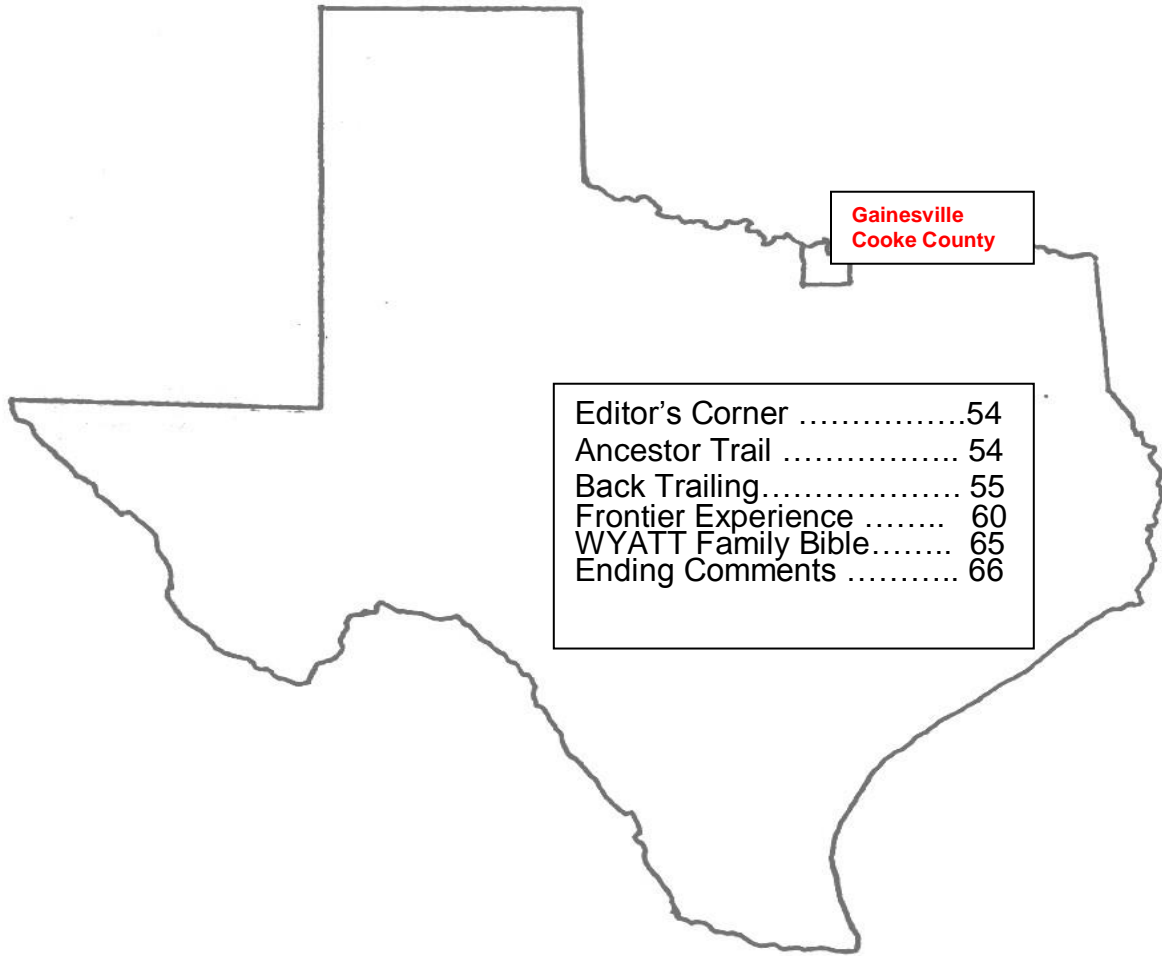 Gainesville
Cooke County
Editor’s Corner …………….54
Ancestor Trail …………….. 54
Back Trailing………………. 55
Frontier Experience …….. 60
WYATT Family Bible…….. 65
Ending Comments ……….. 66